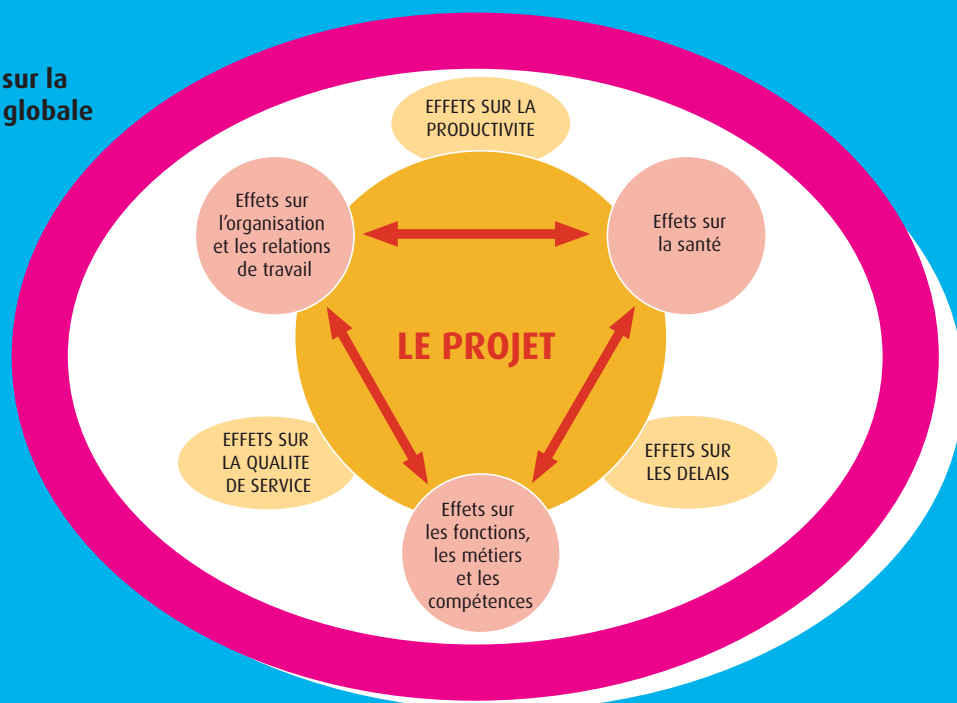 sur la
globale
EFFETS SUR LA
PRODUCTIVITE
Effets sur
l'organisation
et les relations
de travail
Effets sur
la santé
LE PROJET
EFFETS SUR
LA QUALITE
DE SERVICE
EFFETS SUR
LES DELAIS
Effets sur
les fonctions,
les métiers
et les
compétences